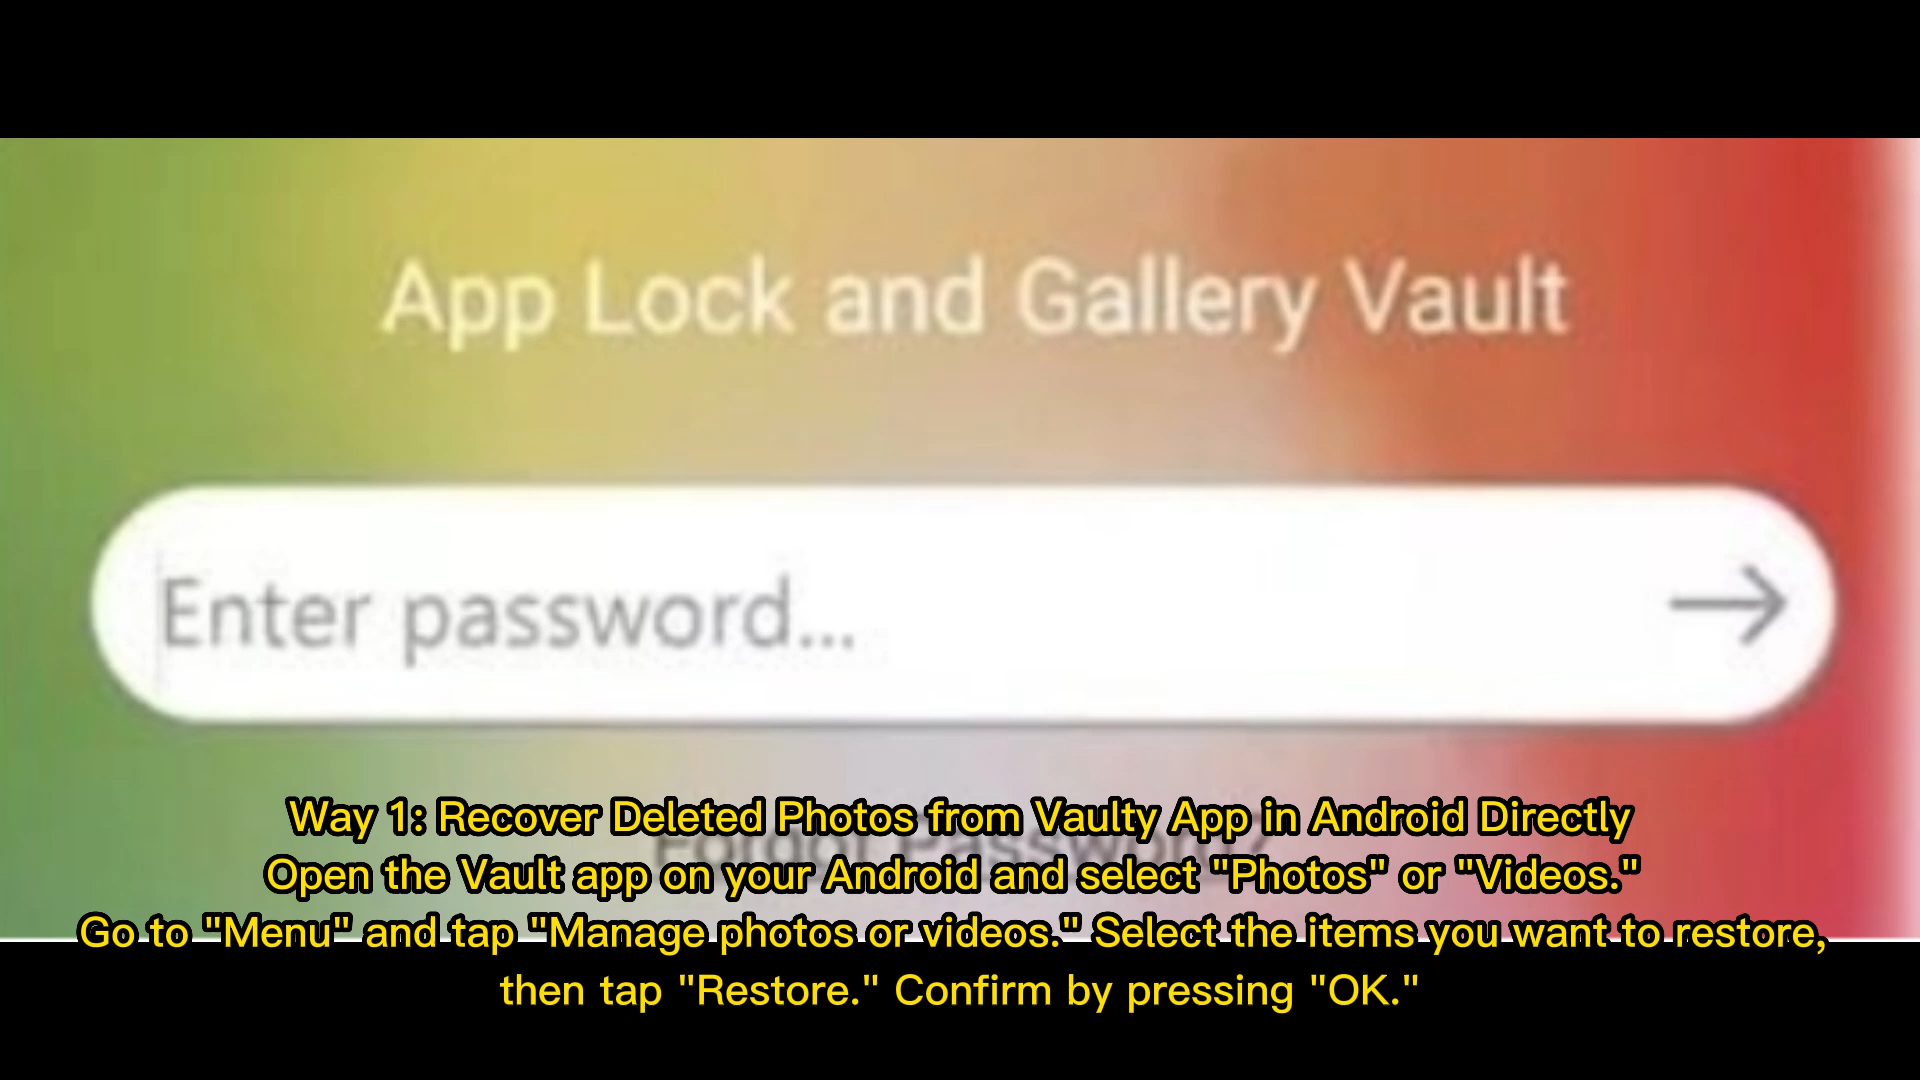 App Lock and Gallery Vault
Enter password...
Forgot Password?
Way 1: Recover Deleted Photos from Vaulty App in Android Directly
Open the Vault app on your Android and select "Photos" or "Videos."
Go to "Menu" and tap "Manage photos or videos." Select the items you want to restore,
then tap "Restore." Confirm by pressing "OK."